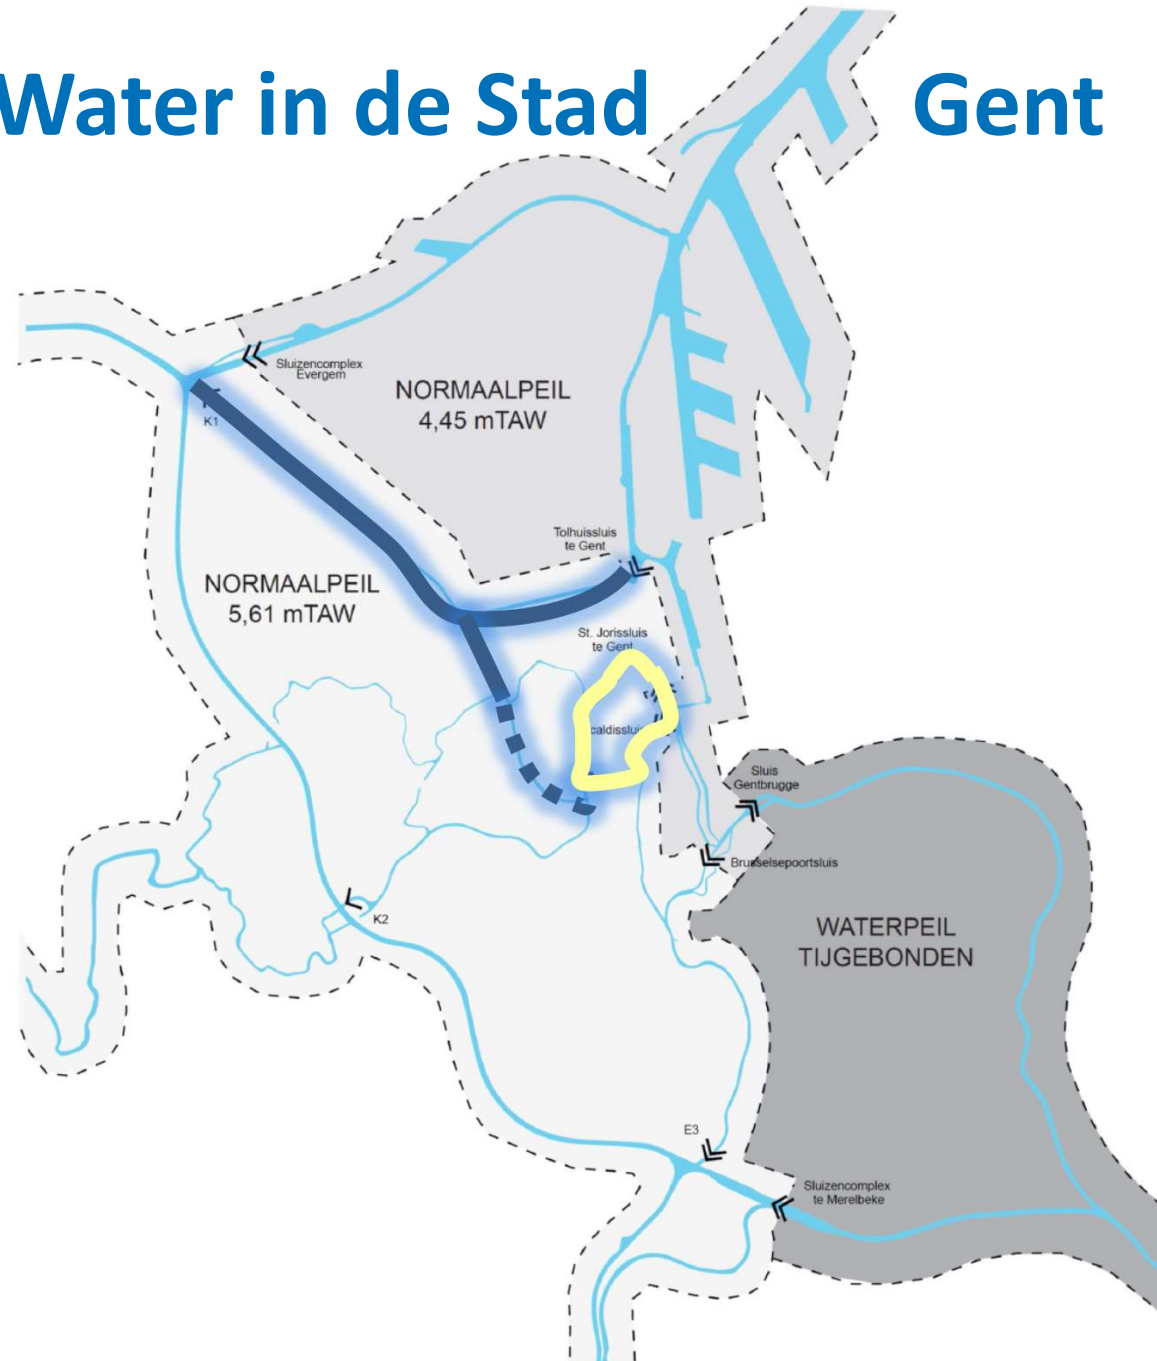 Water in de Stad Gent
Sluizencomplex
Evergem
NORMAALPEIL
4,45 mTAW
K1
Tolhuissluis
te Gent
NORMAALPEIL
5,61 mTAW
St. Jorissluis
te Gent
caldissluis
Sluis
Gentbrugge
Brusselsepoortsluis
K2
WATERPEIL
TIJGEBONDEN
E3
Sluizencomplex
te Merelbeke